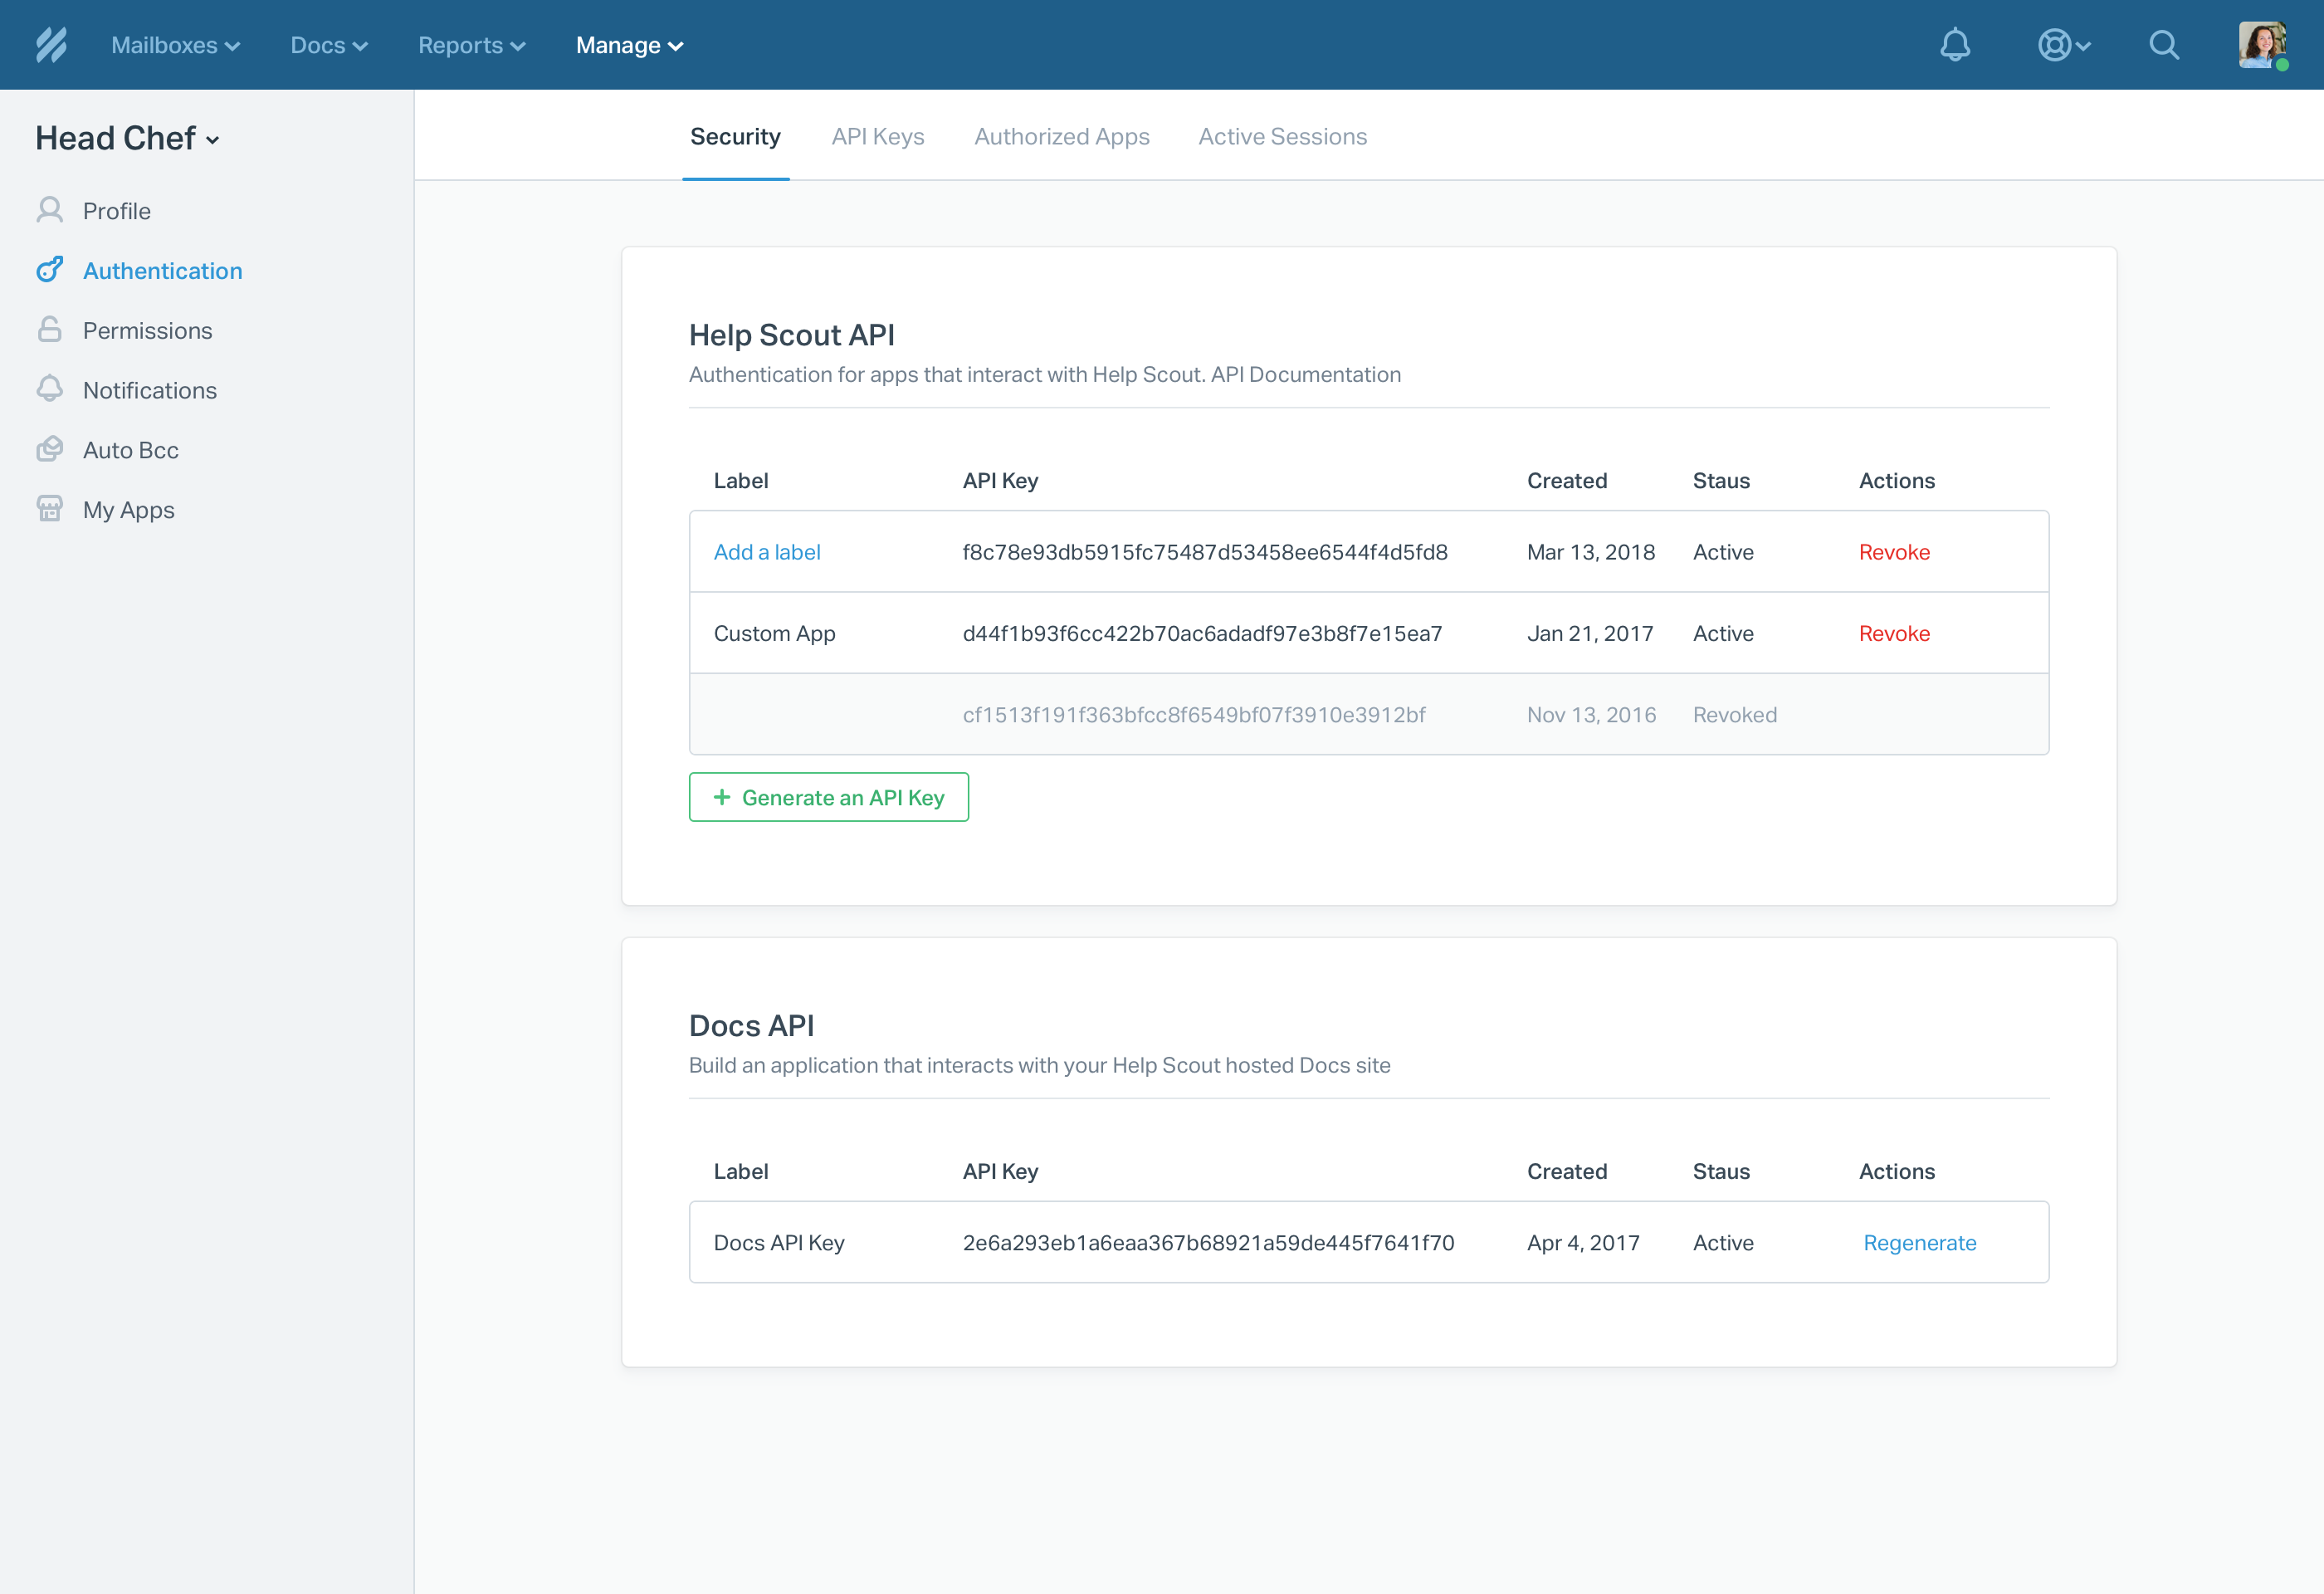 Mailboxes Docs Reports Manage
Head Chef
Profile
Authentication
Permissions
Notifications
Auto Bcc
My Apps
Security API Keys Authorized Apps Active Sessions
Help Scout API
Authentication for apps that interact with Help Scout. API Documentation
Label API Key Created Staus Actions
Add a label f8c78e93db5915fc75487d53458ee6544f4d5fd8 Mar 13, 2018 Active Revoke
Custom App d44f1b93f6cc422b70ac6adadf97e3b8f7e15ea7 Jan 21, 2017 Active Revoke
cf1513f191f363bfcc8f6549bf07f3910e3912bf Nov 13, 2016 Revoked
+ Generate an API Key
Docs API
Build an application that interacts with your Help Scout hosted Docs site
Label API Key Created Staus Actions
Docs API Key 2e6a293eb1a6eaa367b68921a59de445f7641f70 Apr 4, 2017 Active Regenerate